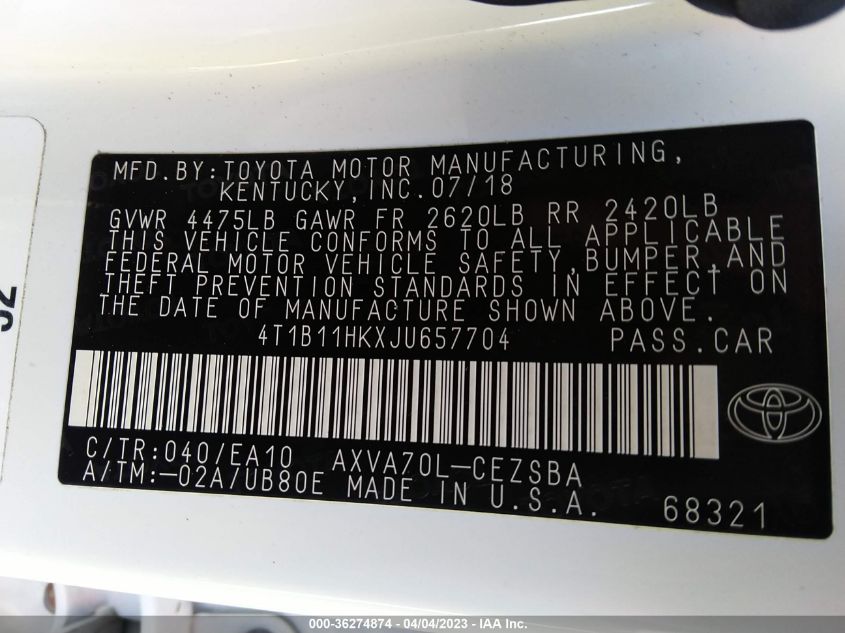 MFD.BY:TOYOTA MOTOR MANUFACTURING,
KENTUCKY,INC.07/18
GVWR 4475LB GAWR FR 2620LB RR 2420LB
THIS VEHICLE CONFORMS TO ALL APPLICABLE
FEDERAL MOTOR VEHICLE SAFETY,BUMPER,AND
THEFT PREVENTION STANDARDS IN EFFECT ON
THE DATE OF MANUFACTURE SHOWN ABOVE.
4T1B11HKXJU657704 PASS.CAR
C/TR:040/EA10 AXVA70L-CEZSBA
A/TM:-02A/UB80E MADE IN U.S.A.
68321
000-36274874 - 04/04/2023 - IAA Inc.